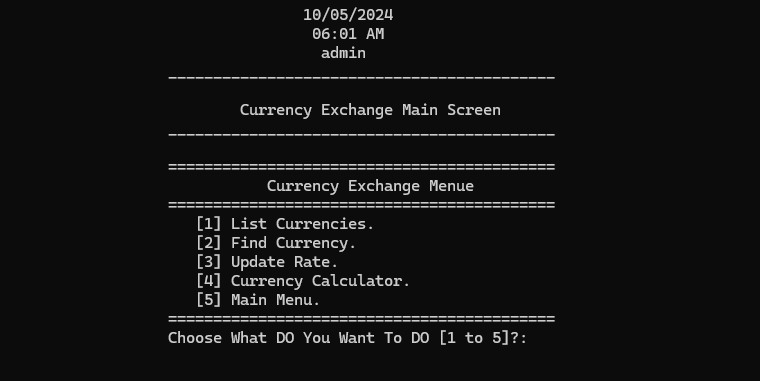 10/05/2024
06:01 AM
admin
___________________________________________
Currency Exchange Main Screen
___________________________________________
===========================================
Currency Exchange Menue
===========================================
[1] List Currencies.
[2] Find Currency.
[3] Update Rate.
[4] Currency Calculator.
[5] Main Menu.
===========================================
Choose What DO You Want To DO [1 to 5]?: